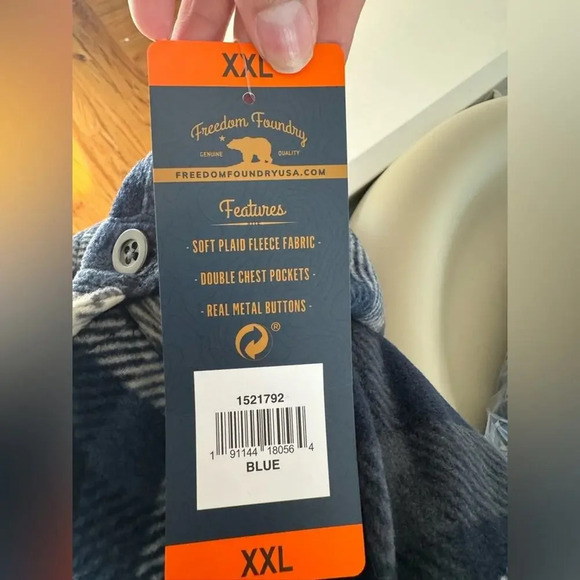 XXL
Freedom Foundry
GENUINE QUALITY
FREEDOMFOUNDRYUSA.COM
Features
- SOFT PLAID FLEECE FABRIC -
- DOUBLE CHEST POCKETS -
- REAL METAL BUTTONS -
®
1521792
1 91144 18056 4
BLUE
XXL